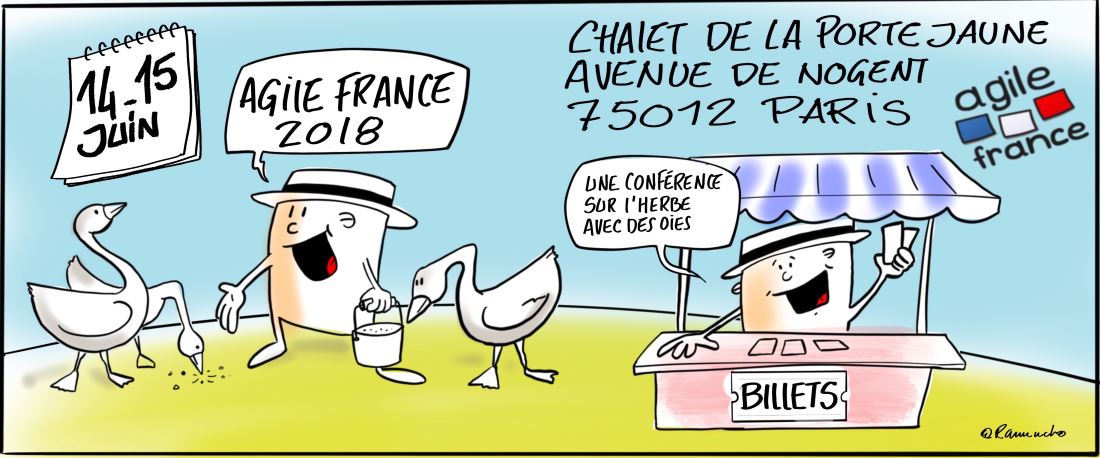 14-15
JUIN
AGILE FRANCE
2018
CHALET DE LA PORTE JAUNE
AVENUE DE NOGENT
75012 PARIS
agile
france
UNE CONFÉRENCE
SUR L'HERBE
AVEC DES OIES
BILLETS
@Ramucho